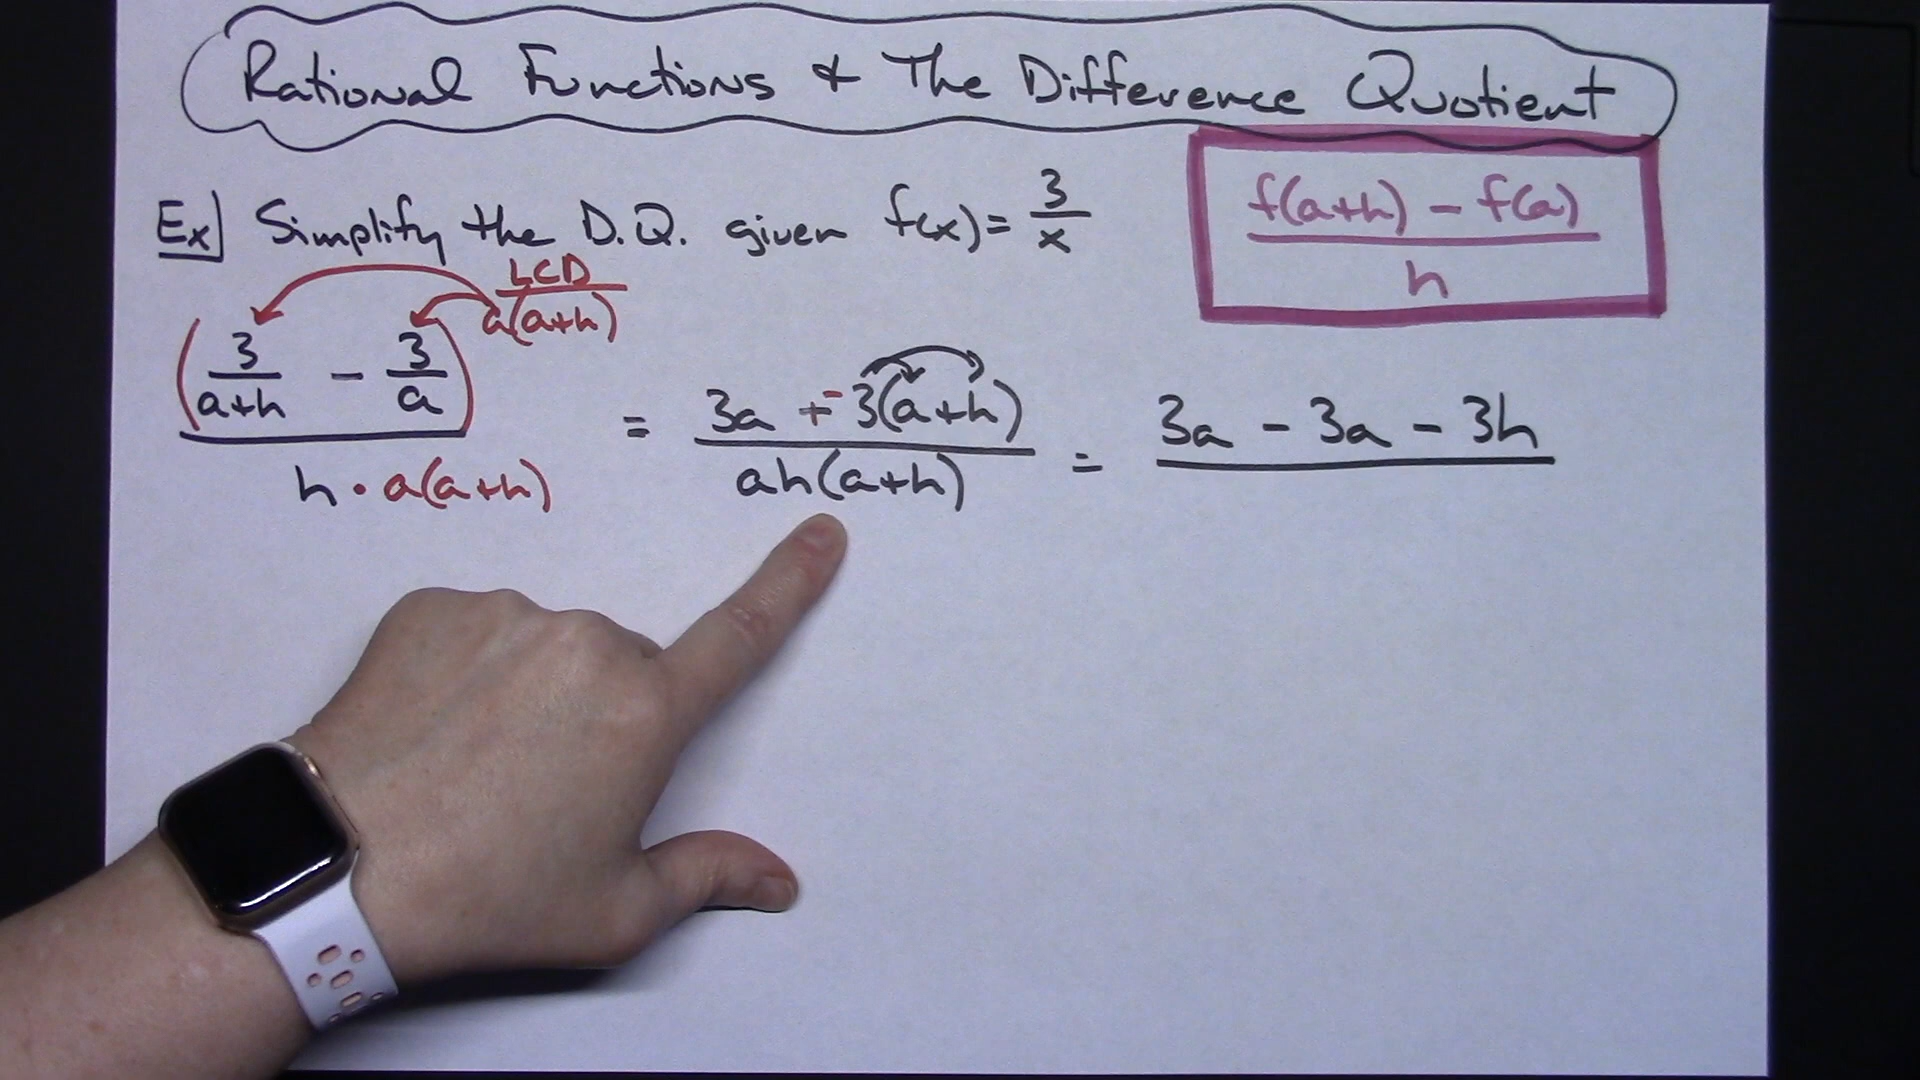 Rational Functions & The Difference Quotient
f(a+h) - f(a)
h
Ex] Simplify the D.Q. given f(x) = 3/x
LCD
a(a+h)
(3/(a+h) - 3/a)
h · a(a+h)
= 3a + -3(a+h)
ah(a+h)
= 3a - 3a - 3h